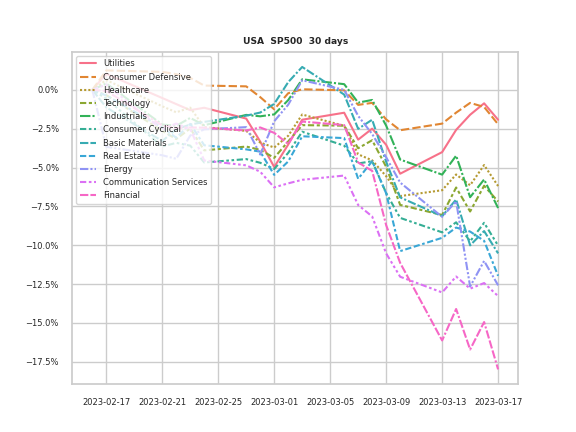 USA SP500 30 days
Utilities
Consumer Defensive
Healthcare
Technology
Industrials
Consumer Cyclical
Basic Materials
Real Estate
Energy
Communication Services
Financial
0.0%
−2.5%
−5.0%
−7.5%
−10.0%
−12.5%
−15.0%
−17.5%
2023-02-17 2023-02-21 2023-02-25 2023-03-01 2023-03-05 2023-03-09 2023-03-13 2023-03-17